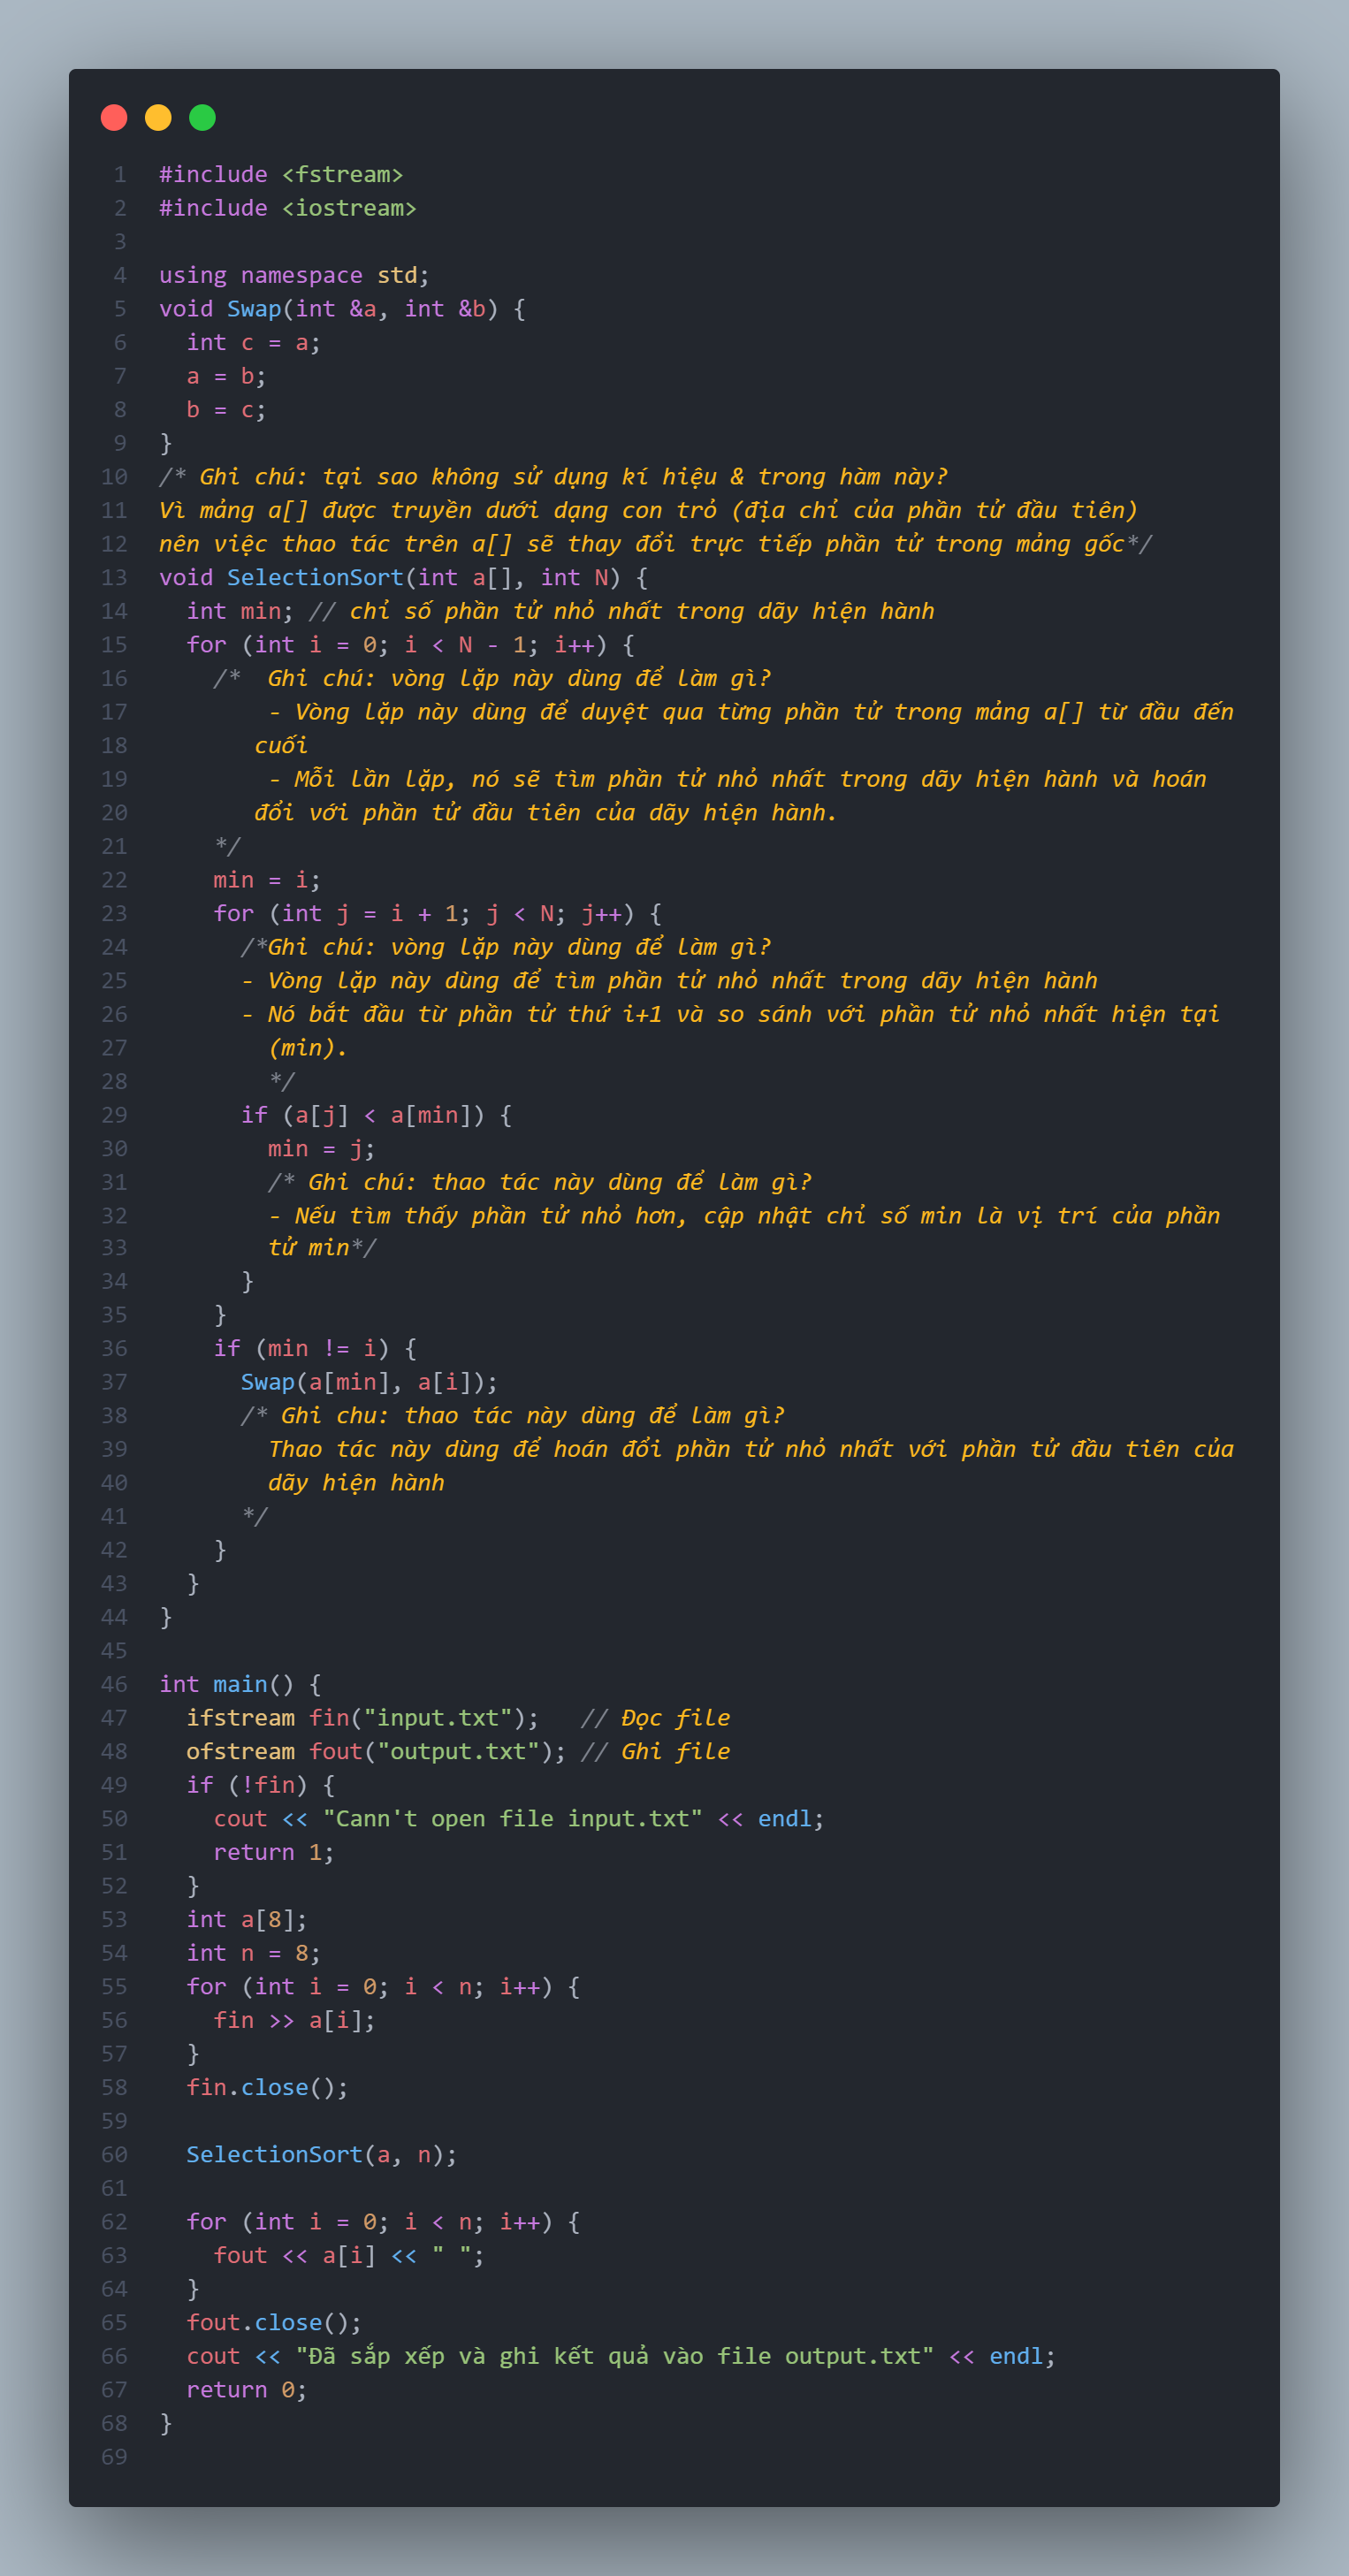 1 #include <fstream>
2 #include <iostream>
3
4 using namespace std;
5 void Swap(int &a, int &b) {
6   int c = a;
7   a = b;
8   b = c;
9 }
10 /* Ghi chú: tại sao không sử dụng kí hiệu & trong hàm này?
11 Vì mảng a[] được truyền dưới dạng con trỏ (địa chỉ của phần tử đầu tiên)
12 nên việc thao tác trên a[] sẽ thay đổi trực tiếp phần tử trong mảng gốc*/
13 void SelectionSort(int a[], int N) {
14   int min; // chỉ số phần tử nhỏ nhất trong dãy hiện hành
15   for (int i = 0; i < N - 1; i++) {
16     /*  Ghi chú: vòng lặp này dùng để làm gì?
17         - Vòng lặp này dùng để duyệt qua từng phần tử trong mảng a[] từ đầu đến
18        cuối
19         - Mỗi lần lặp, nó sẽ tìm phần tử nhỏ nhất trong dãy hiện hành và hoán
20        đổi với phần tử đầu tiên của dãy hiện hành.
21     */
22     min = i;
23     for (int j = i + 1; j < N; j++) {
24       /*Ghi chú: vòng lặp này dùng để làm gì?
25       - Vòng lặp này dùng để tìm phần tử nhỏ nhất trong dãy hiện hành
26       - Nó bắt đầu từ phần tử thứ i+1 và so sánh với phần tử nhỏ nhất hiện tại
27         (min).
28         */
29       if (a[j] < a[min]) {
30         min = j;
31         /* Ghi chú: thao tác này dùng để làm gì?
32         - Nếu tìm thấy phần tử nhỏ hơn, cập nhật chỉ số min là vị trí của phần
33         tử min*/
34       }
35     }
36     if (min != i) {
37       Swap(a[min], a[i]);
38       /* Ghi chu: thao tác này dùng để làm gì?
39         Thao tác này dùng để hoán đổi phần tử nhỏ nhất với phần tử đầu tiên của
40         dãy hiện hành
41       */
42     }
43   }
44 }
45
46 int main() {
47   ifstream fin("input.txt");   // Đọc file
48   ofstream fout("output.txt"); // Ghi file
49   if (!fin) {
50     cout << "Cann't open file input.txt" << endl;
51     return 1;
52   }
53   int a[8];
54   int n = 8;
55   for (int i = 0; i < n; i++) {
56     fin >> a[i];
57   }
58   fin.close();
59
60   SelectionSort(a, n);
61
62   for (int i = 0; i < n; i++) {
63     fout << a[i] << " ";
64   }
65   fout.close();
66   cout << "Đã sắp xếp và ghi kết quả vào file output.txt" << endl;
67   return 0;
68 }
69